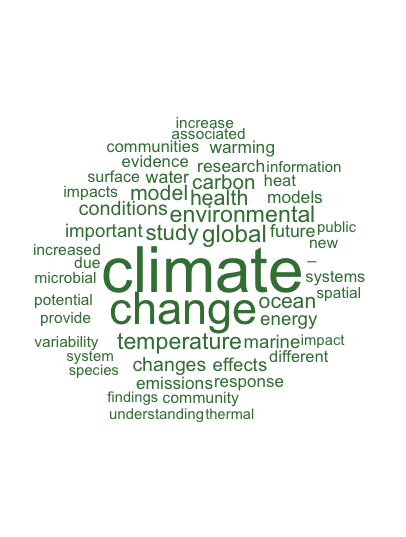 increase
associated
communities warming
evidence research information
surface water carbon heat
impacts model health models
conditions environmental
important study global future public
new
increased
due climate –
microbial systems
potential change ocean spatial
provide energy
variability temperature marine impact
system different
species changes effects
emissions response
findings community
understanding thermal